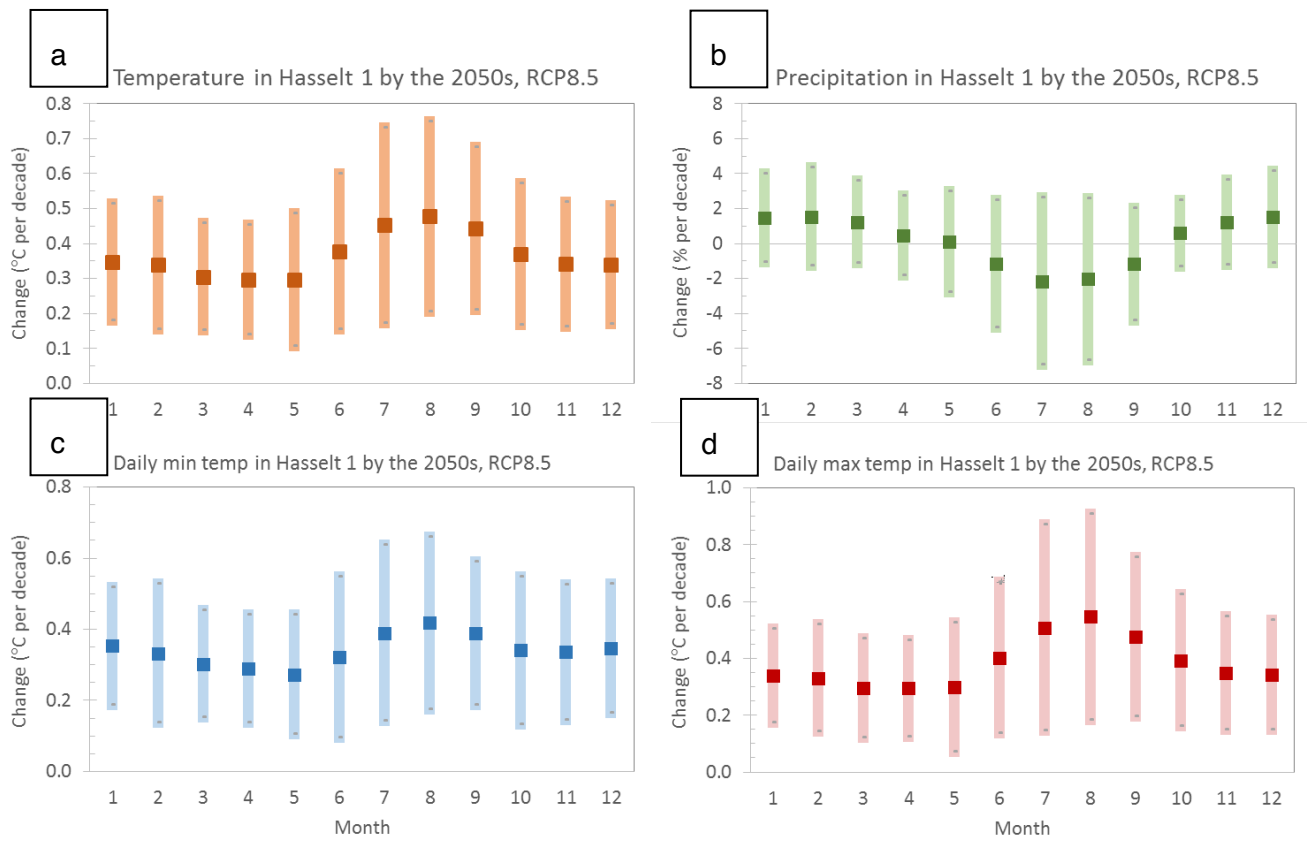 a
Temperature in Hasselt 1 by the 2050s, RCP8.5
Change (°C per decade)
0.8
0.7
0.6
0.5
0.4
0.3
0.2
0.1
0.0
1 2 3 4 5 6 7 8 9 10 11 12
b
Precipitation in Hasselt 1 by the 2050s, RCP8.5
Change (% per decade)
8
6
4
2
0
-2
-4
-6
-8
1 2 3 4 5 6 7 8 9 10 11 12
c
Daily min temp in Hasselt 1 by the 2050s, RCP8.5
Change (°C per decade)
0.8
0.6
0.4
0.2
0.0
1 2 3 4 5 6 7 8 9 10 11 12
Month
d
Daily max temp in Hasselt 1 by the 2050s, RCP8.5
Change (°C per decade)
1.0
0.8
0.6
0.4
0.2
0.0
1 2 3 4 5 6 7 8 9 10 11 12
Month